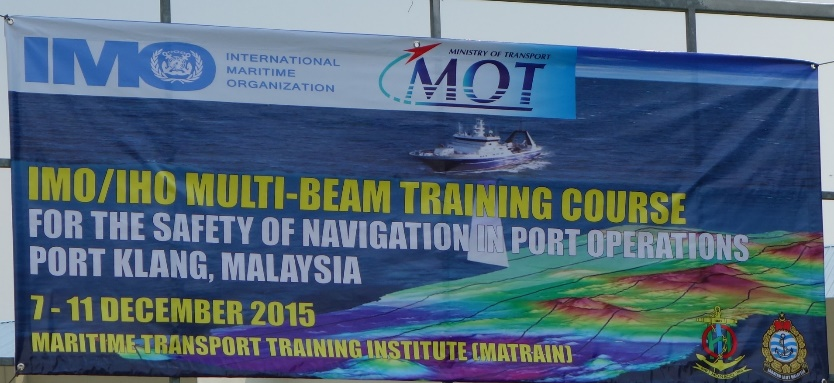 IMO
INTERNATIONAL
MARITIME
ORGANIZATION
MINISTRY OF TRANSPORT
MOT
IMO/IHO MULTI-BEAM TRAINING COURSE
FOR THE SAFETY OF NAVIGATION IN PORT OPERATIONS
PORT KLANG, MALAYSIA
7 - 11 DECEMBER 2015
MARITIME TRANSPORT TRAINING INSTITUTE (MATRAIN)